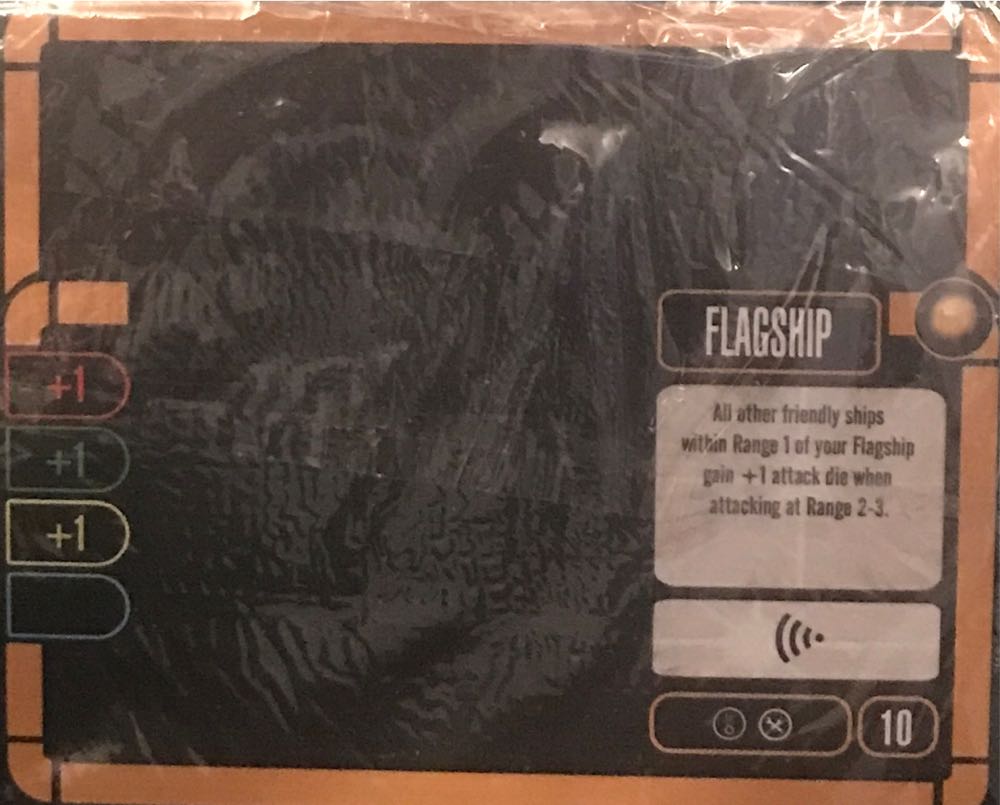 +1
+1
+1
FLAGSHIP
All other friendly ships
within Range 1 of your Flagship
gain +1 attack die when
attacking at Range 2-3.
10